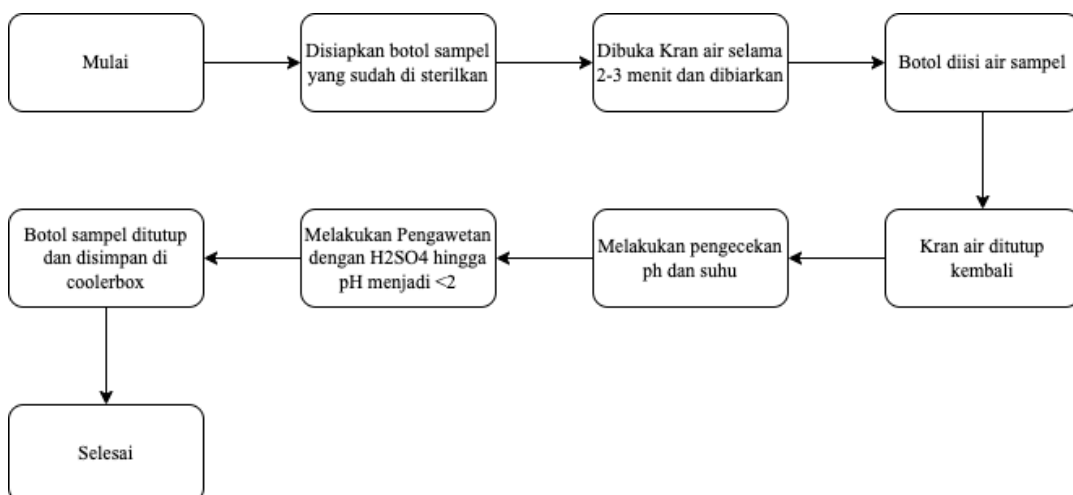 Mulai
Disiapkan botol sampel
yang sudah di sterilkan
Dibuka Kran air selama
2-3 menit dan dibiarkan
Botol diisi air sampel
Kran air ditutup
kembali
Melakukan pengecekan
ph dan suhu
Melakukan Pengawetan
dengan H2SO4 hingga
pH menjadi <2
Botol sampel ditutup
dan disimpan di
coolerbox
Selesai